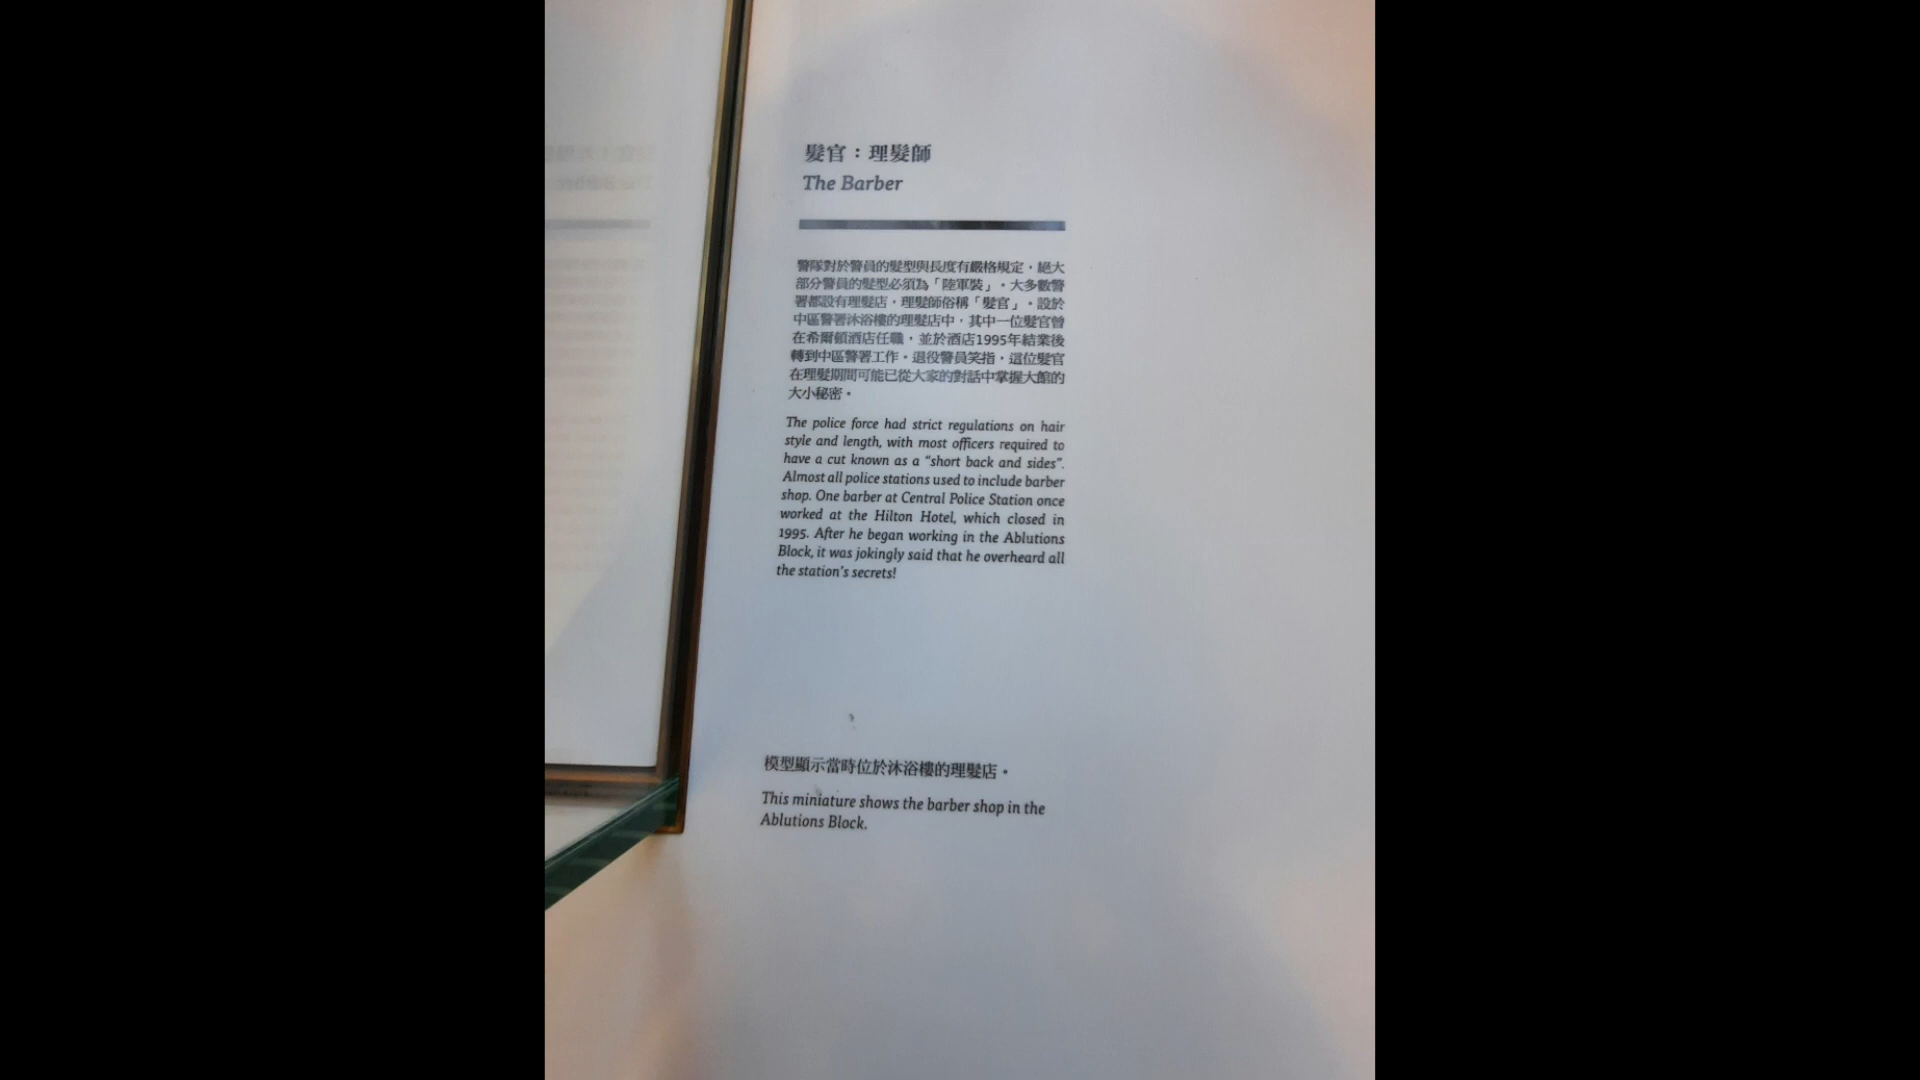 髮官：理髮師
The Barber
警隊對於警員的髮型與長度有嚴格規定，絕大
部分警員的髮型必須為「陸軍裝」。大多數警
署都設有理髮店，理髮師俗稱「髮官」。設於
中區警署沐浴樓的理髮店中，其中一位髮官曾
在希爾頓酒店任職，並於酒店1995年結業後
轉到中區警署工作。退役警員笑指，這位髮官
在理髮期間可能已從大家的對話中掌握大館的
大小秘密。
The police force had strict regulations on hair
style and length, with most officers required to
have a cut known as a “short back and sides”.
Almost all police stations used to include barber
shop. One barber at Central Police Station once
worked at the Hilton Hotel, which closed in
1995. After he began working in the Ablutions
Block, it was jokingly said that he overheard all
the station’s secrets!
模型顯示當時位於沐浴樓的理髮店。
This miniature shows the barber shop in the
Ablutions Block.